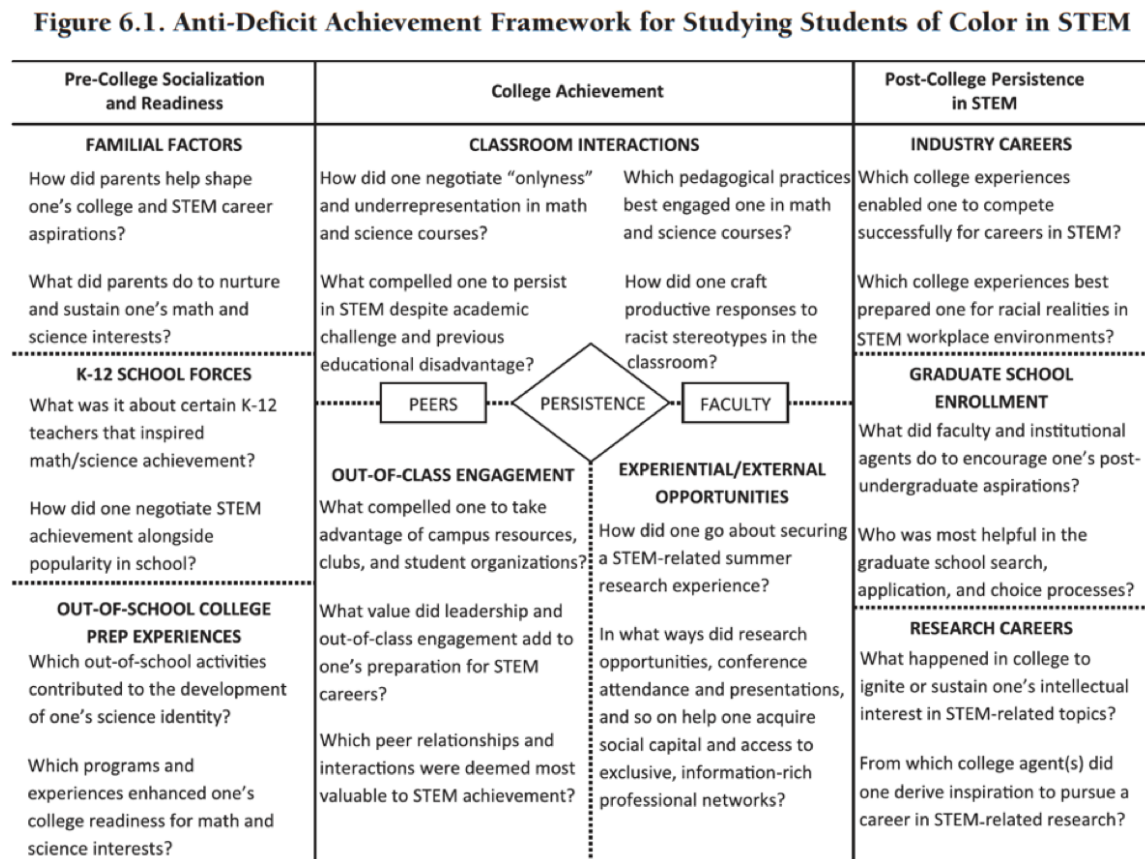 Figure 6.1. Anti-Deficit Achievement Framework for Studying Students of Color in STEM
Pre-College Socialization
and Readiness
FAMILIAL FACTORS
How did parents help shape
one's college and STEM career
aspirations?
What did parents do to nurture
and sustain one's math and
science interests?
K-12 SCHOOL FORCES
What was it about certain K-12
teachers that inspired
math/science achievement?
How did one negotiate STEM
achievement alongside
popularity in school?
OUT-OF-SCHOOL COLLEGE
PREP EXPERIENCES
Which out-of-school activities
contributed to the development
of one's science identity?
Which programs and
experiences enhanced one's
college readiness for math and
science interests?
College Achievement
CLASSROOM INTERACTIONS
How did one negotiate “onlyness”
and underrepresentation in math
and science courses?
What compelled one to persist
in STEM despite academic
challenge and previous
educational disadvantage?
Which pedagogical practices
best engaged one in math
and science courses?
How did one craft
productive responses to
racist stereotypes in the
classroom?
PEERS
PERSISTENCE
FACULTY
OUT-OF-CLASS ENGAGEMENT
What compelled one to take
advantage of campus resources,
clubs, and student organizations?
What value did leadership and
out-of-class engagement add to
one's preparation for STEM
careers?
Which peer relationships and
interactions were deemed most
valuable to STEM achievement?
EXPERIENTIAL/EXTERNAL
OPPORTUNITIES
How did one go about securing
a STEM-related summer
research experience?
In what ways did research
opportunities, conference
attendance and presentations,
and so on help one acquire
social capital and access to
exclusive, information-rich
professional networks?
Post-College Persistence
in STEM
INDUSTRY CAREERS
Which college experiences
enabled one to compete
successfully for careers in STEM?
Which college experiences best
prepared one for racial realities in
STEM workplace environments?
GRADUATE SCHOOL
ENROLLMENT
What did faculty and institutional
agents do to encourage one's post-
undergraduate aspirations?
Who was most helpful in the
graduate school search,
application, and choice processes?
RESEARCH CAREERS
What happened in college to
ignite or sustain one's intellectual
interest in STEM-related topics?
From which college agent(s) did
one derive inspiration to pursue a
career in STEM-related research?